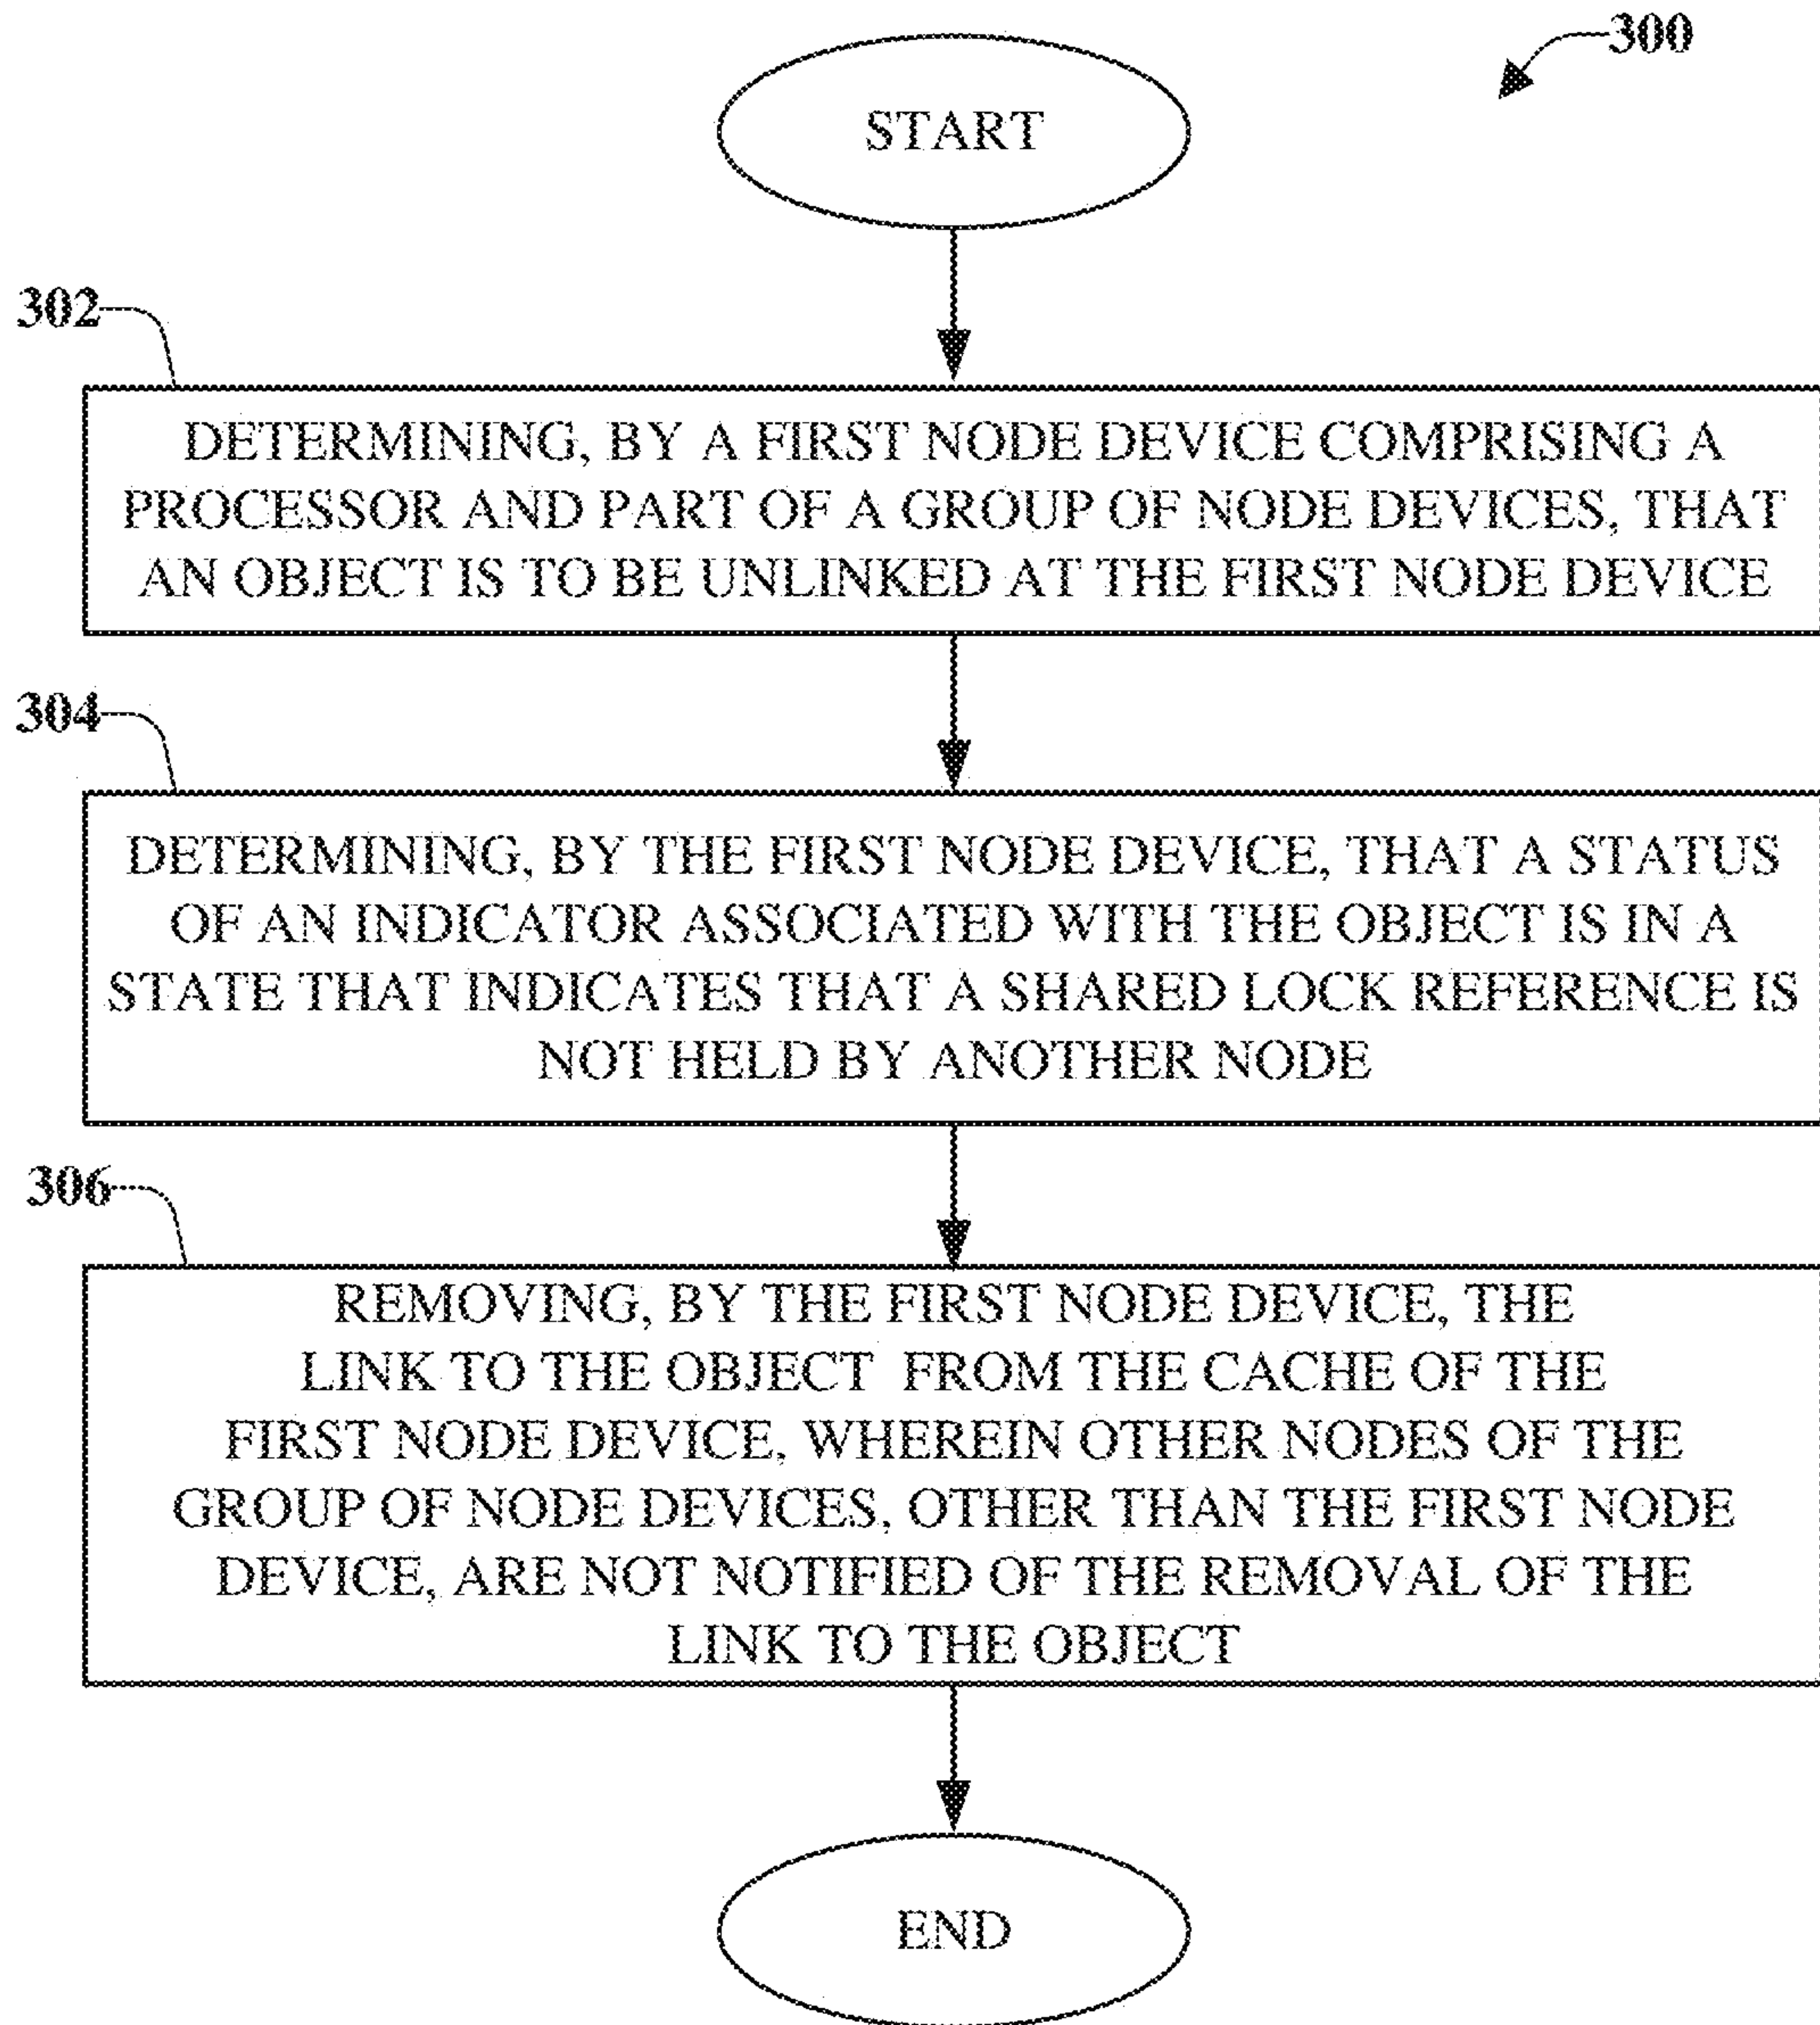 300
START
302
DETERMINING, BY A FIRST NODE DEVICE COMPRISING A
PROCESSOR AND PART OF A GROUP OF NODE DEVICES, THAT
AN OBJECT IS TO BE UNLINKED AT THE FIRST NODE DEVICE
304
DETERMINING, BY THE FIRST NODE DEVICE, THAT A STATUS
OF AN INDICATOR ASSOCIATED WITH THE OBJECT IS IN A
STATE THAT INDICATES THAT A SHARED LOCK REFERENCE IS
NOT HELD BY ANOTHER NODE
306
REMOVING, BY THE FIRST NODE DEVICE, THE
LINK TO THE OBJECT FROM THE CACHE OF THE
FIRST NODE DEVICE, WHEREIN OTHER NODES OF THE
GROUP OF NODE DEVICES, OTHER THAN THE FIRST NODE
DEVICE, ARE NOT NOTIFIED OF THE REMOVAL OF THE
LINK TO THE OBJECT
END